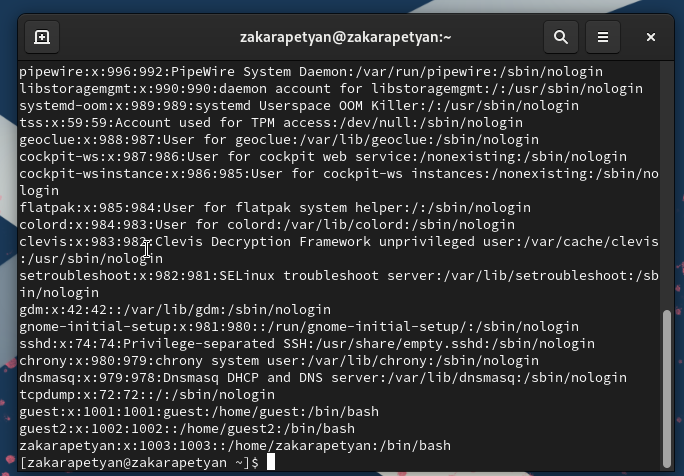 zakarapetyan@zakarapetyan:~
pipewire:x:996:992:PipeWire System Daemon:/var/run/pipewire:/sbin/nologin
libstoragemgmt:x:990:990:daemon account for libstoragemgmt:/:/usr/sbin/nologin
systemd-oom:x:989:989:systemd Userspace OOM Killer:/:/usr/sbin/nologin
tss:x:59:59:Account used for TPM access:/dev/null:/sbin/nologin
geoclue:x:988:987:User for geoclue:/var/lib/geoclue:/sbin/nologin
cockpit-ws:x:987:986:User for cockpit web service:/nonexisting:/sbin/nologin
cockpit-wsinstance:x:986:985:User for cockpit-ws instances:/nonexisting:/sbin/no
login
flatpak:x:985:984:User for flatpak system helper:/:/sbin/nologin
colord:x:984:983:User for colord:/var/lib/colord:/sbin/nologin
clevis:x:983:982:Clevis Decryption Framework unprivileged user:/var/cache/clevis
:/usr/sbin/nologin
setroubleshoot:x:982:981:SELinux troubleshoot server:/var/lib/setroubleshoot:/sb
in/nologin
gdm:x:42:42::/var/lib/gdm:/sbin/nologin
gnome-initial-setup:x:981:980::/run/gnome-initial-setup/:/sbin/nologin
sshd:x:74:74:Privilege-separated SSH:/usr/share/empty.sshd:/sbin/nologin
chrony:x:980:979:chrony system user:/var/lib/chrony:/sbin/nologin
dnsmasq:x:979:978:Dnsmasq DHCP and DNS server:/var/lib/dnsmasq:/sbin/nologin
tcpdump:x:72:72::/:/sbin/nologin
guest:x:1001:1001:guest:/home/guest:/bin/bash
guest2:x:1002:1002::/home/guest2:/bin/bash
zakarapetyan:x:1003:1003::/home/zakarapetyan:/bin/bash
[zakarapetyan@zakarapetyan ~]$